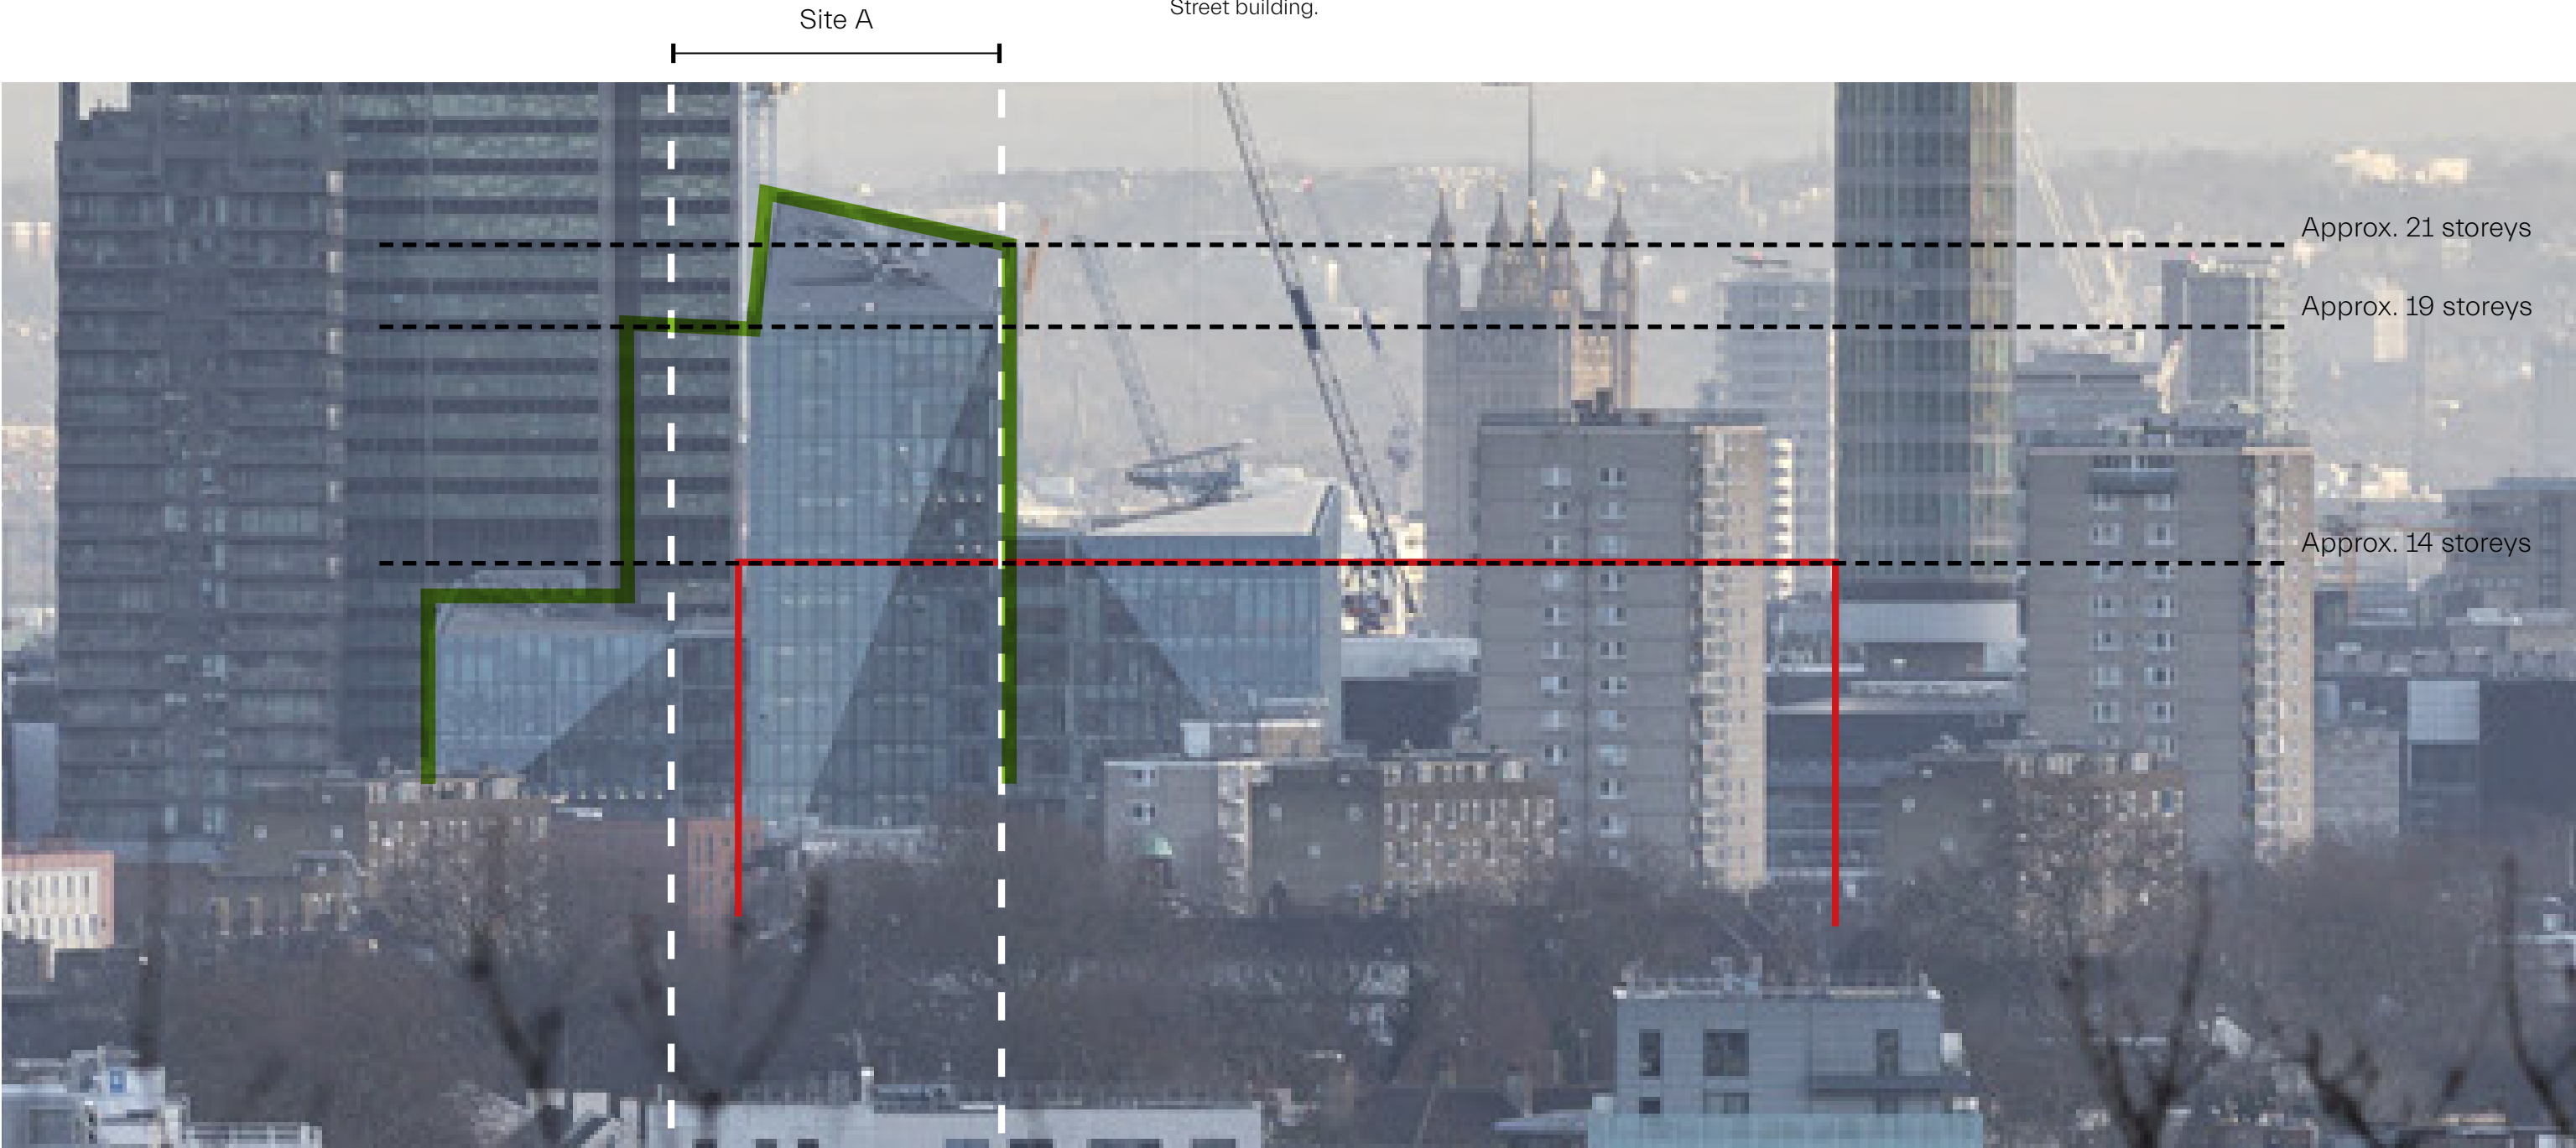 Street building.
Site A
Approx. 21 storeys
Approx. 19 storeys
Approx. 14 storeys